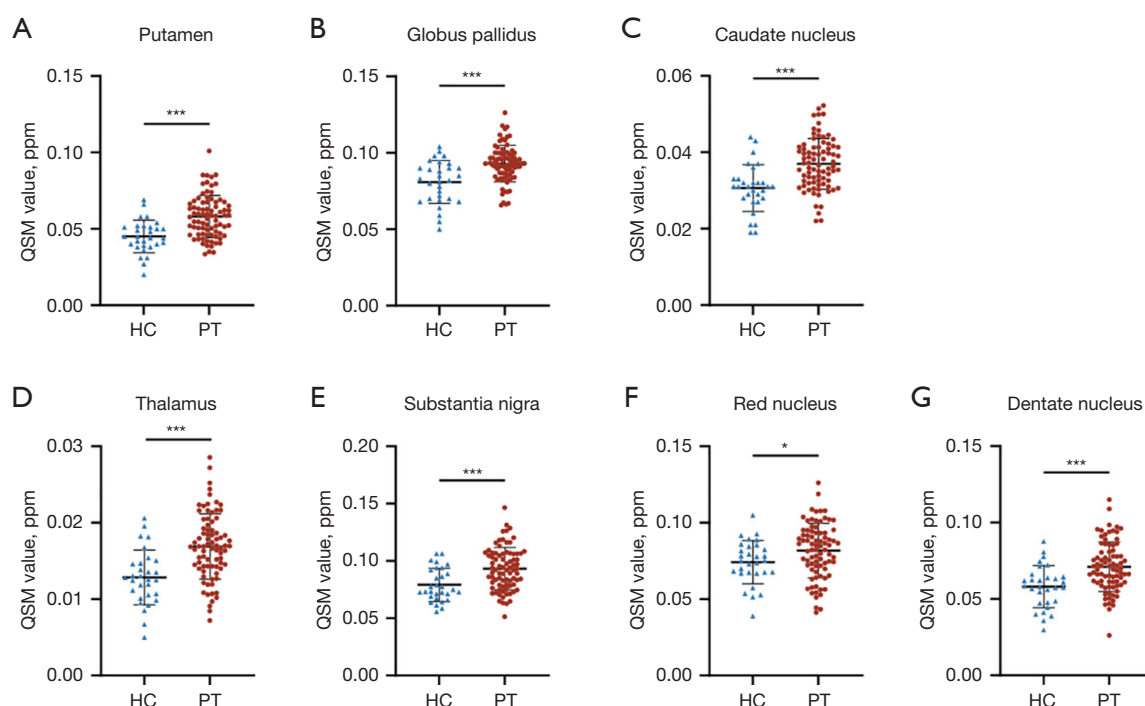 A
Putamen
QSM value, ppm
0.15
0.10
0.05
0.00
***
HC
PT
B
Globus pallidus
QSM value, ppm
0.15
0.10
0.05
0.00
***
HC
PT
C
Caudate nucleus
QSM value, ppm
0.06
0.04
0.02
0.00
***
HC
PT
D
Thalamus
QSM value, ppm
0.03
0.02
0.01
0.00
***
HC
PT
E
Substantia nigra
QSM value, ppm
0.20
0.15
0.10
0.05
0.00
***
HC
PT
F
Red nucleus
QSM value, ppm
0.15
0.10
0.05
0.00
*
HC
PT
G
Dentate nucleus
QSM value, ppm
0.15
0.10
0.05
0.00
***
HC
PT